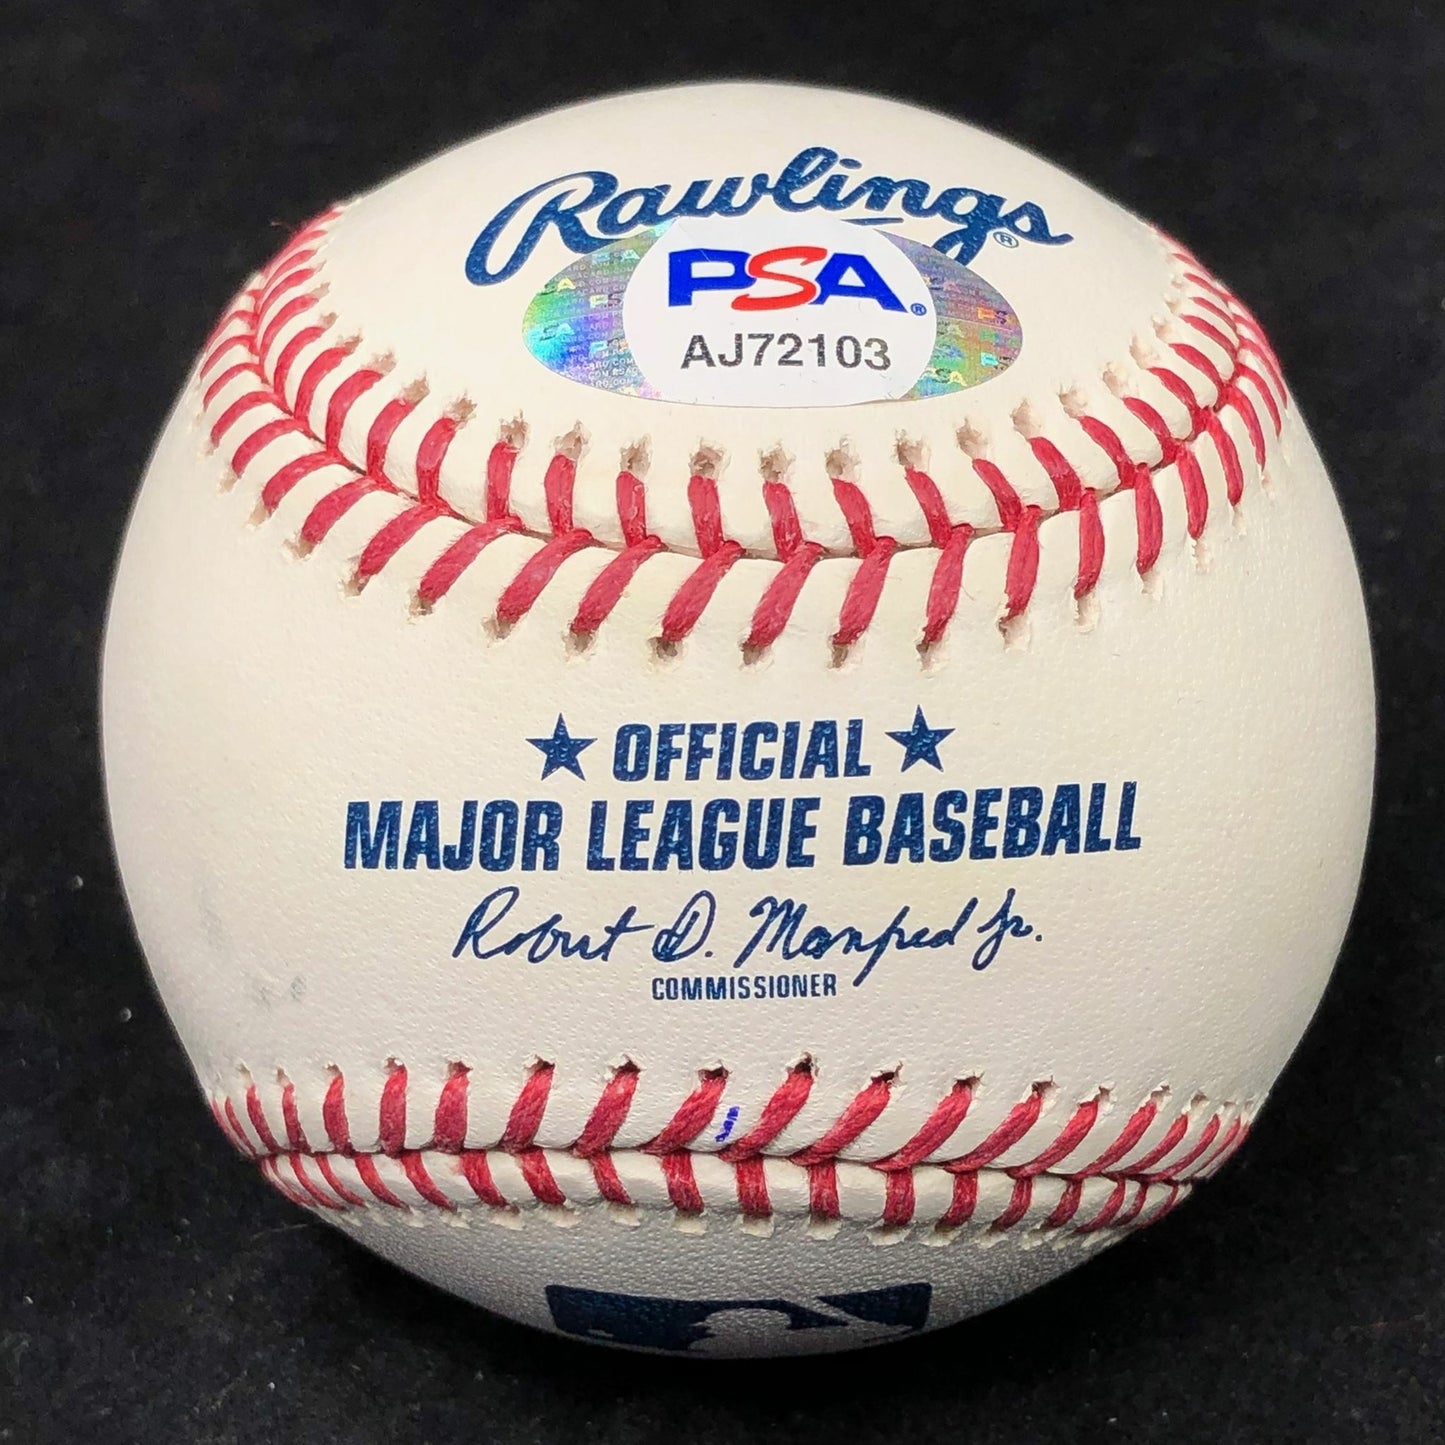 Rawlings®
PSA®
AJ72103
★ OFFICIAL ★
MAJOR LEAGUE BASEBALL
Robert D. Manfred Jr.
COMMISSIONER